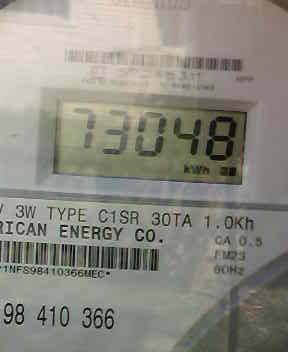 73048
kWh
V 3W TYPE C1SR 30TA 1.0Kh
RICAN ENERGY CO.
CA 0.5
FM2S
60Hz
*1NFS98410366MEC*
98 410 366